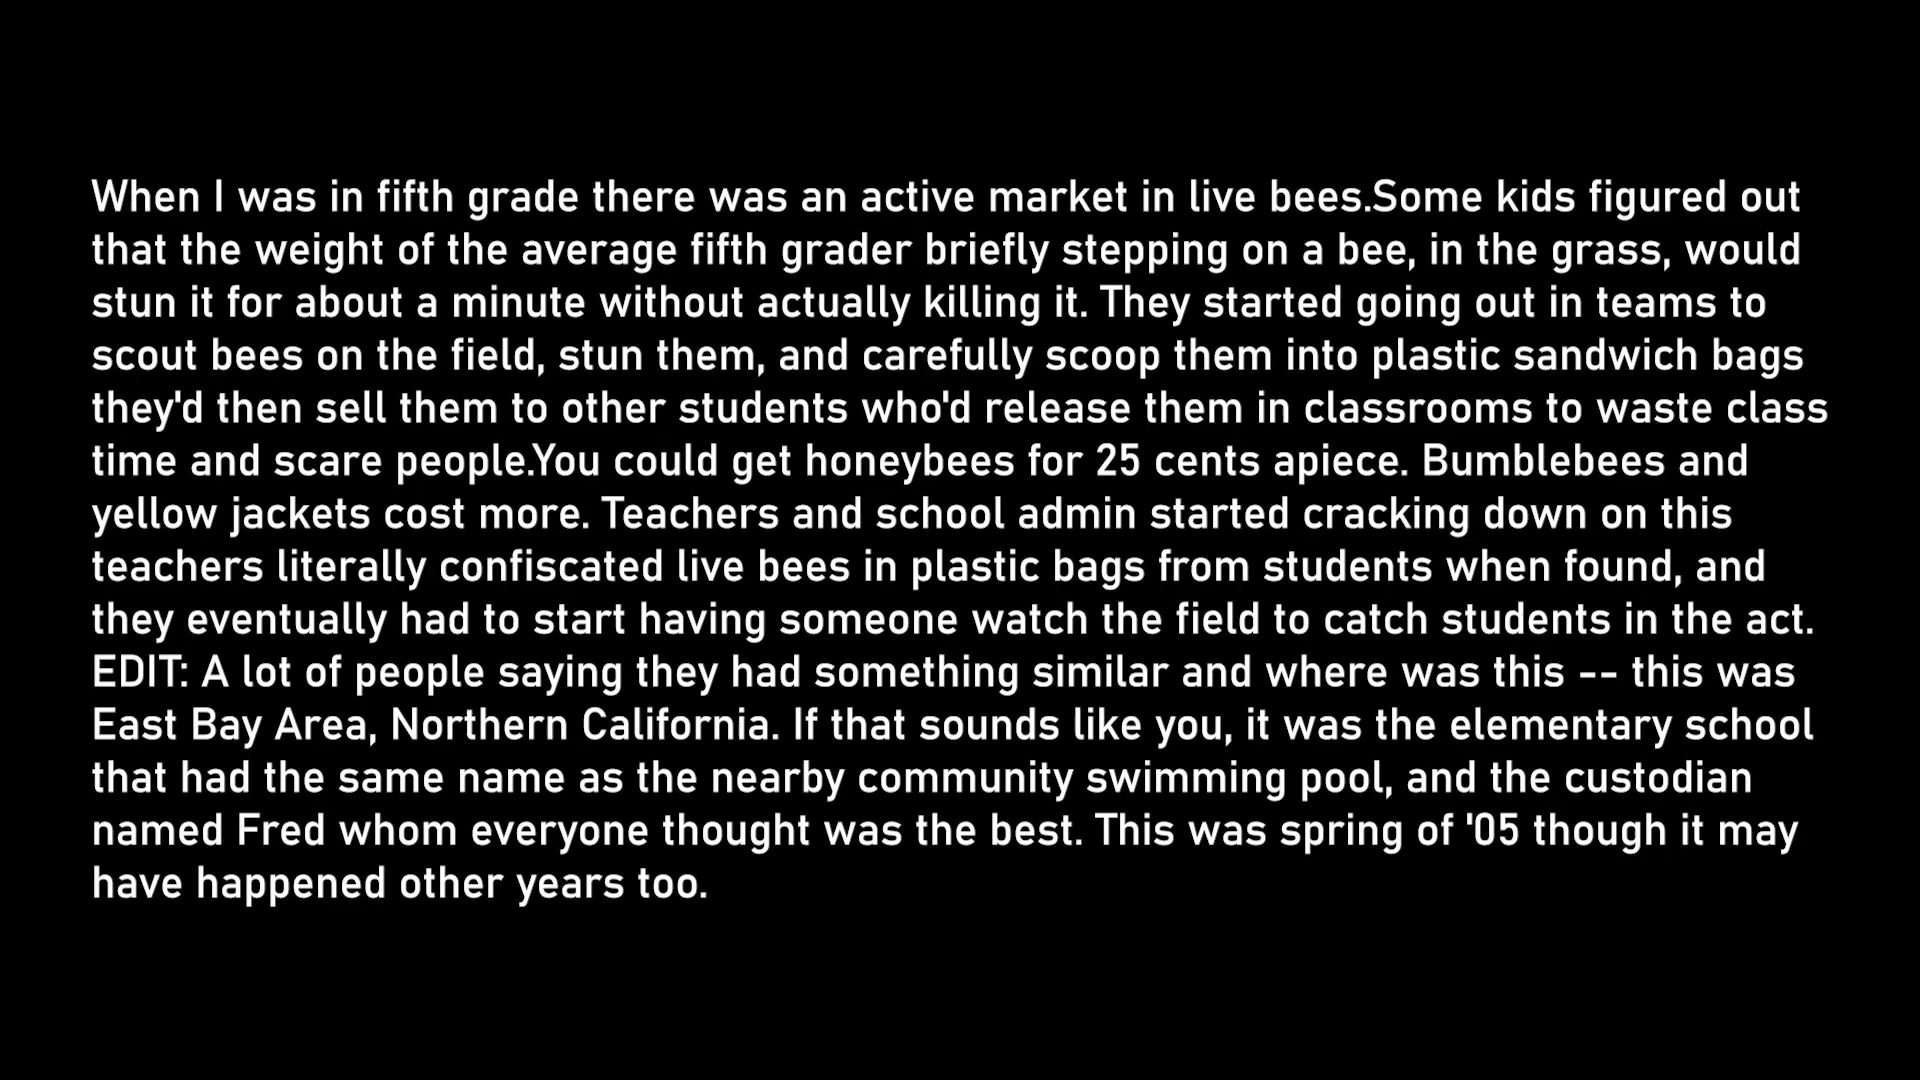 When I was in fifth grade there was an active market in live bees.Some kids figured out
that the weight of the average fifth grader briefly stepping on a bee, in the grass, would
stun it for about a minute without actually killing it. They started going out in teams to
scout bees on the field, stun them, and carefully scoop them into plastic sandwich bags
they'd then sell them to other students who'd release them in classrooms to waste class
time and scare people.You could get honeybees for 25 cents apiece. Bumblebees and
yellow jackets cost more. Teachers and school admin started cracking down on this
teachers literally confiscated live bees in plastic bags from students when found, and
they eventually had to start having someone watch the field to catch students in the act.
EDIT: A lot of people saying they had something similar and where was this -- this was
East Bay Area, Northern California. If that sounds like you, it was the elementary school
that had the same name as the nearby community swimming pool, and the custodian
named Fred whom everyone thought was the best. This was spring of '05 though it may
have happened other years too.